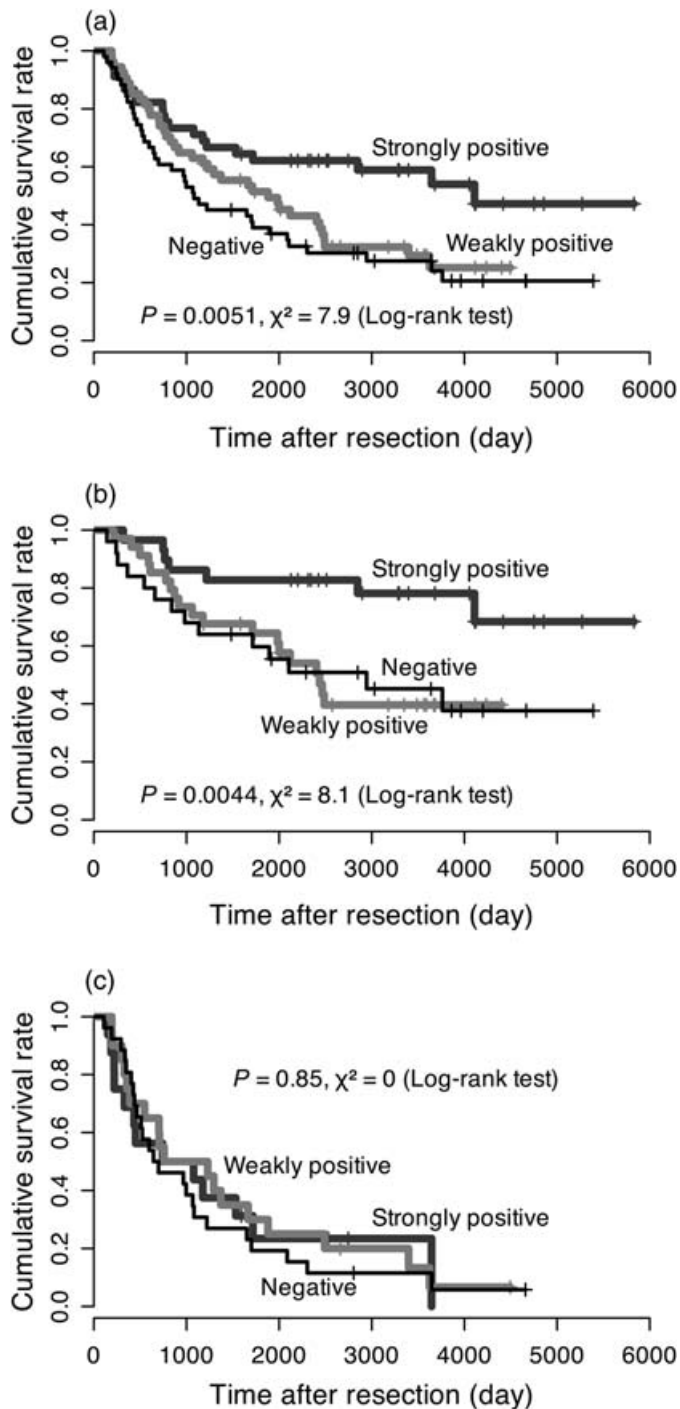 (a)
Cumulative survival rate
1.0
0.8
0.6
0.4
0.2
0.0
Strongly positive
Negative
Weakly positive
P = 0.0051, χ² = 7.9 (Log-rank test)
0 1000 2000 3000 4000 5000 6000
Time after resection (day)
(b)
Cumulative survival rate
1.0
0.8
0.6
0.4
0.2
0.0
Strongly positive
Negative
Weakly positive
P = 0.0044, χ² = 8.1 (Log-rank test)
0 1000 2000 3000 4000 5000 6000
Time after resection (day)
(c)
Cumulative survival rate
1.0
0.8
0.6
0.4
0.2
0.0
P = 0.85, χ² = 0 (Log-rank test)
Weakly positive
Strongly positive
Negative
0 1000 2000 3000 4000 5000 6000
Time after resection (day)